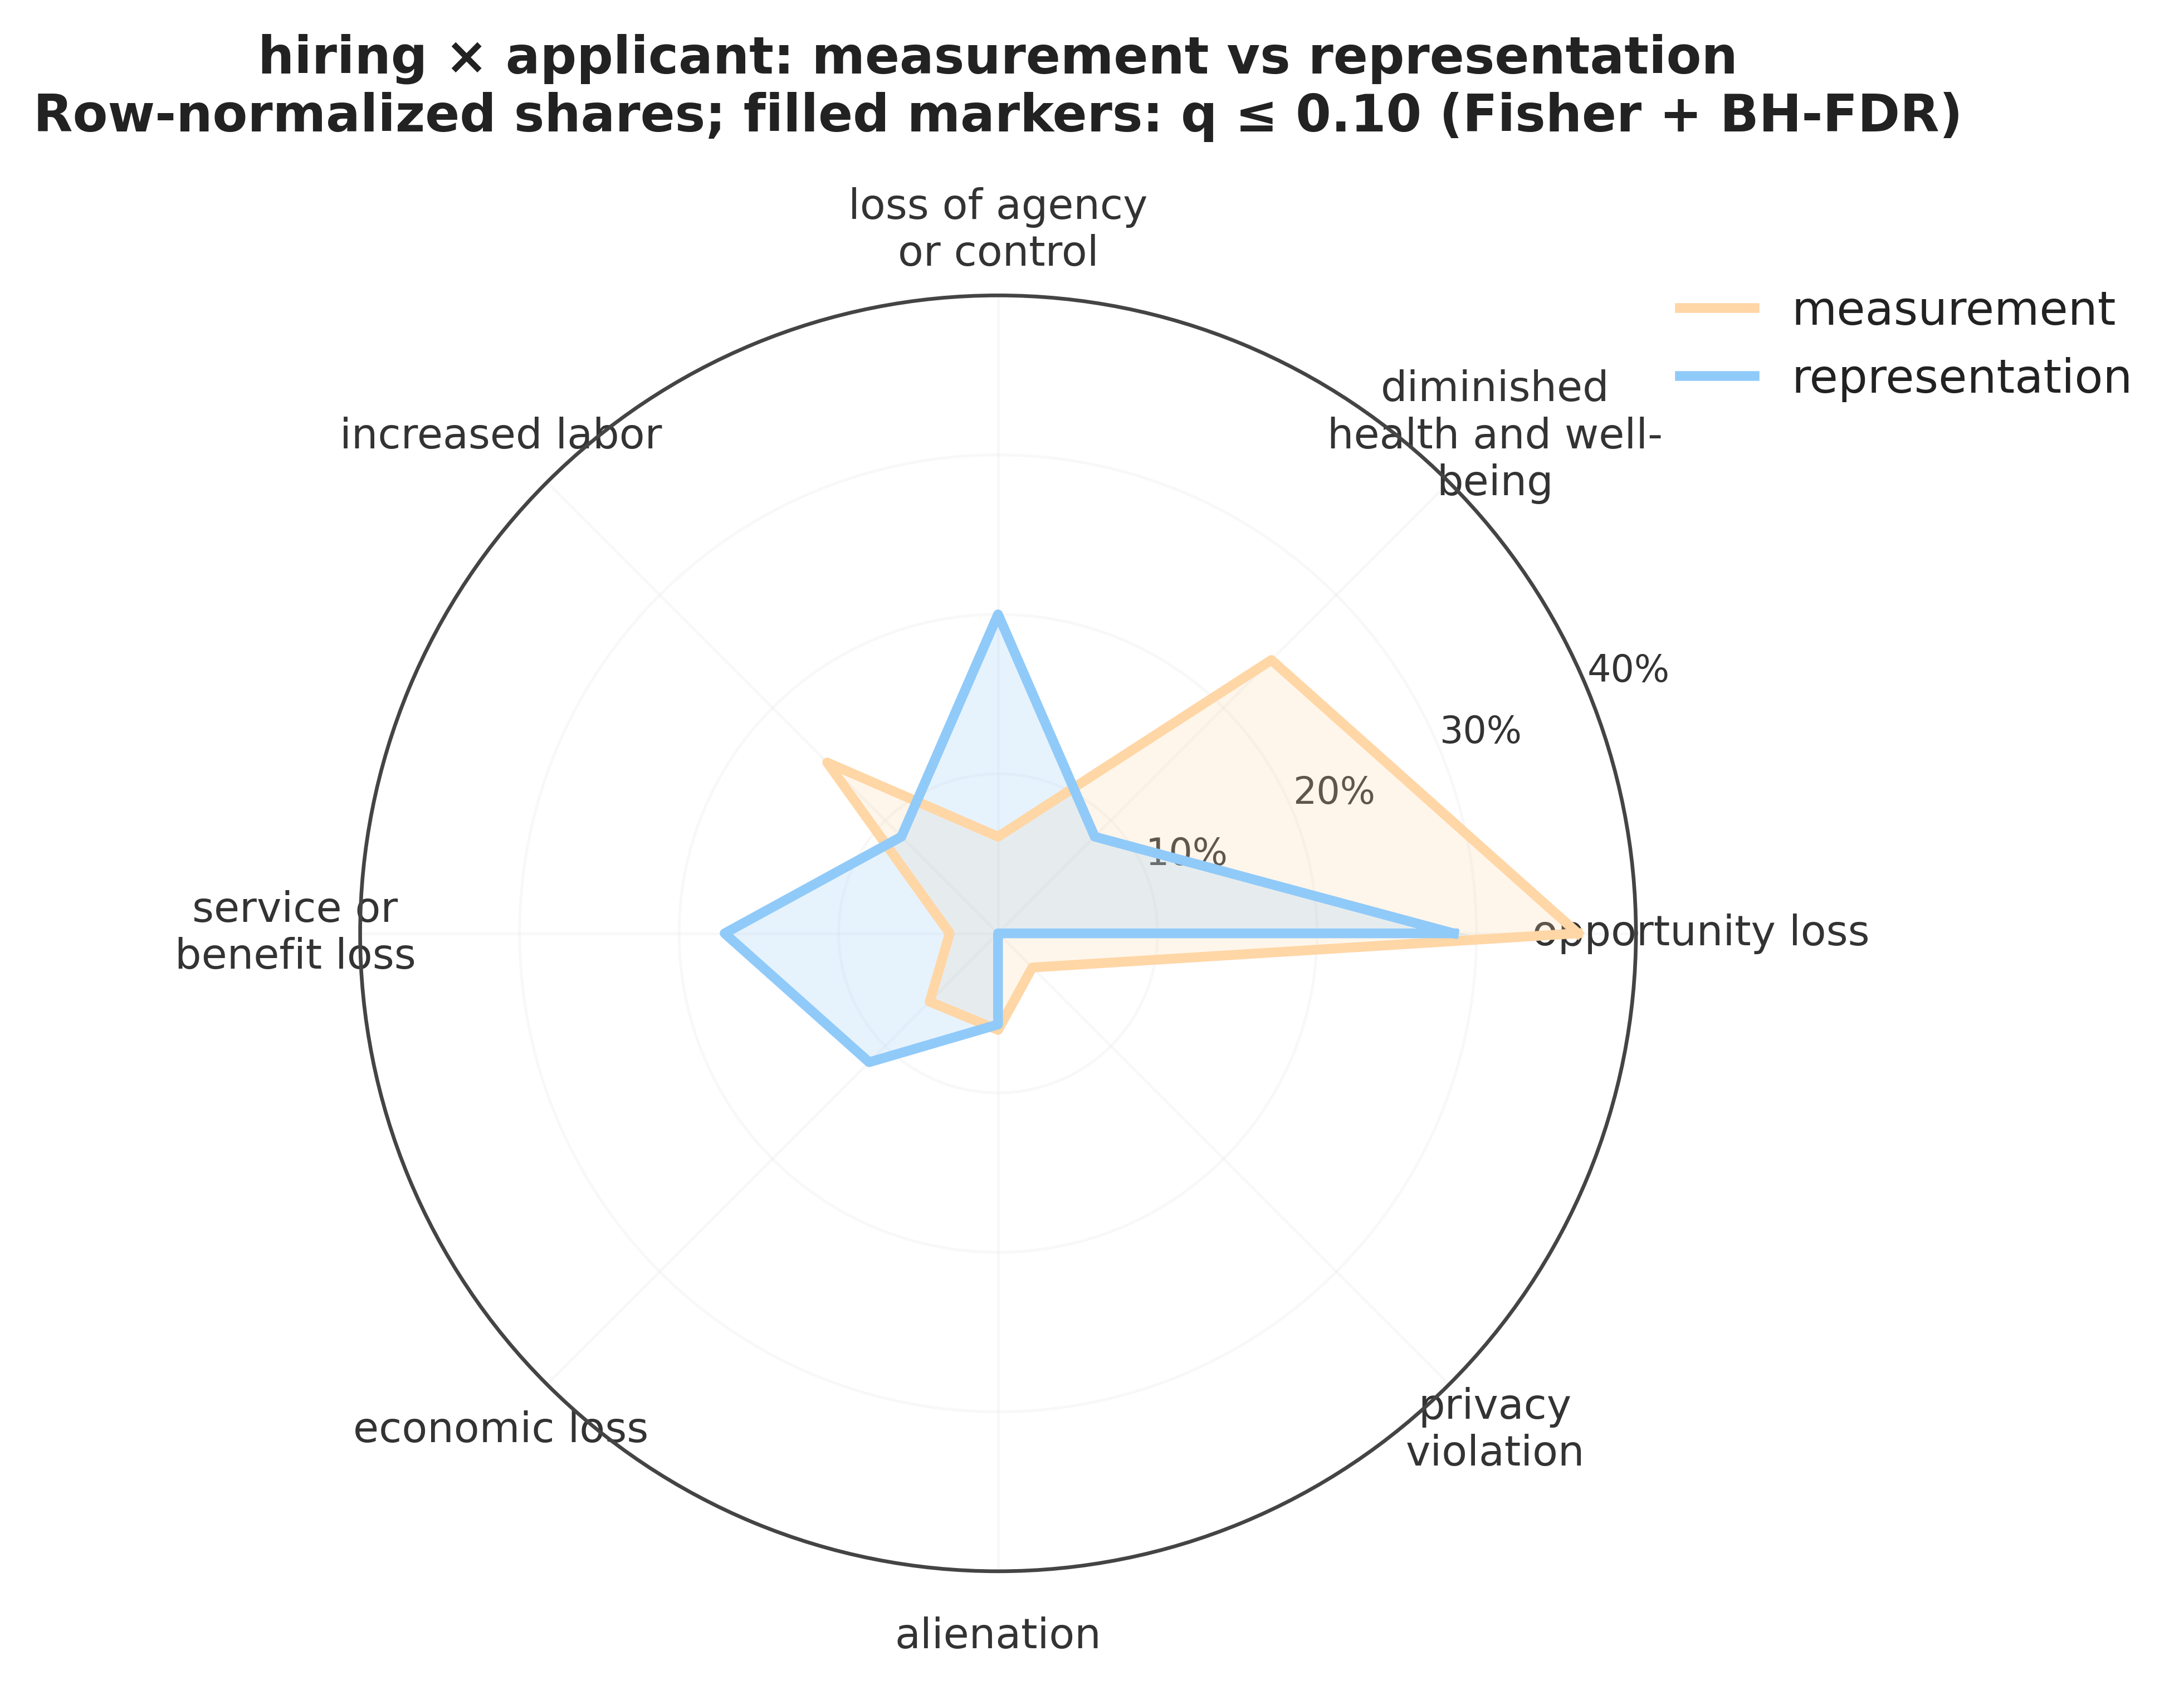 hiring × applicant: measurement vs representation
Row-normalized shares; filled markers: q ≤ 0.10 (Fisher + BH-FDR)
loss of agency
or control
measurement
representation
diminished
health and well-
being
increased labor
40%
30%
20%
10%
service or
benefit loss
opportunity loss
economic loss
privacy
violation
alienation